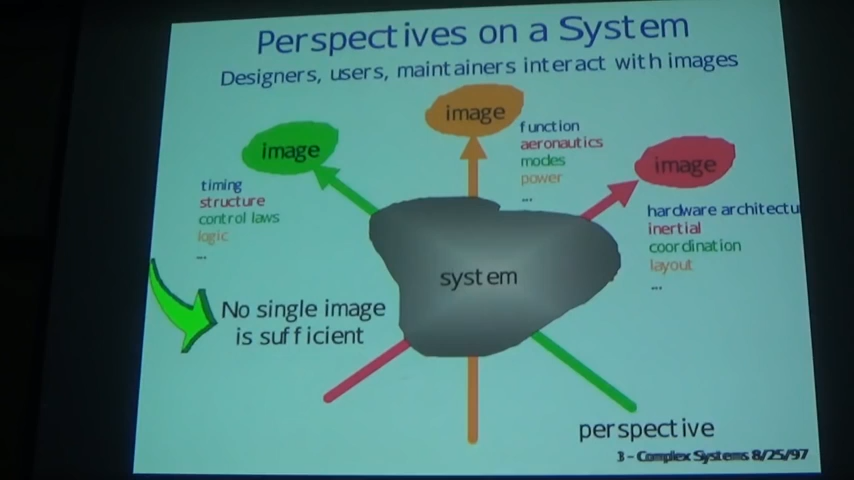 Perspectives on a System
Designers, users, maintainers interact with images
image
image
image
timing
structure
control laws
logic
...
function
aeronautics
modes
power
...
hardware architectu
inertial
coordination
layout
...
system
No single image
is sufficient
perspective
3 - Complex Systems 8/25/97